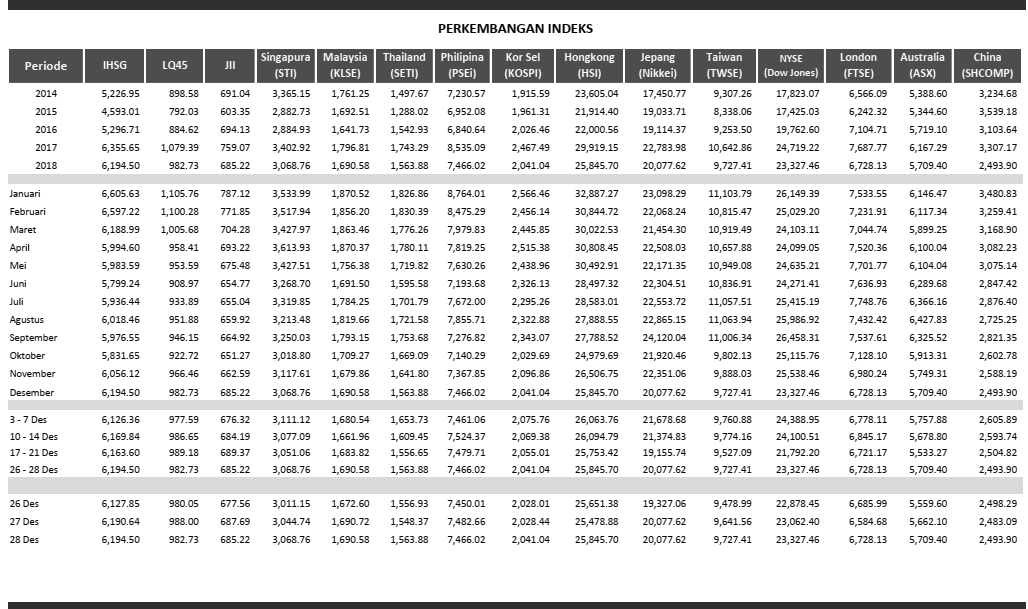 PERKEMBANGAN INDEKS
Periode IHSG LQ45 JII Singapura (STI) Malaysia (KLSE) Thailand (SETI) Philipina (PSEi) Kor Sel (KOSPI) Hongkong (HSI) Jepang (Nikkei) Taiwan (TWSE) NYSE (Dow Jones) London (FTSE) Australia (ASX) China (SHCOMP)
2014 5,226.95 898.58 691.04 3,365.15 1,761.25 1,497.67 7,230.57 1,915.59 23,605.04 17,450.77 9,307.26 17,823.07 6,566.09 5,388.60 3,234.68
2015 4,593.01 792.03 603.35 2,882.73 1,692.51 1,288.02 6,952.08 1,961.31 21,914.40 19,033.71 8,338.06 17,425.03 6,242.32 5,344.60 3,539.18
2016 5,296.71 884.62 694.13 2,884.93 1,641.73 1,542.93 6,840.64 2,026.46 22,000.56 19,114.37 9,253.50 19,762.60 7,104.71 5,719.10 3,103.64
2017 6,355.65 1,079.39 759.07 3,402.92 1,796.81 1,743.29 8,535.09 2,467.49 29,919.15 22,783.98 10,642.86 24,719.22 7,687.77 6,167.29 3,307.17
2018 6,194.50 982.73 685.22 3,068.76 1,690.58 1,563.88 7,466.02 2,041.04 25,845.70 20,077.62 9,727.41 23,327.46 6,728.13 5,709.40 2,493.90
Januari 6,605.63 1,105.76 787.12 3,533.99 1,870.52 1,826.86 8,764.01 2,566.46 32,887.27 23,098.29 11,103.79 26,149.39 7,533.55 6,146.47 3,480.83
Februari 6,597.22 1,100.28 771.85 3,517.94 1,856.20 1,830.39 8,475.29 2,456.14 30,844.72 22,068.24 10,815.47 25,029.20 7,231.91 6,117.34 3,259.41
Maret 6,188.99 1,005.68 704.28 3,427.97 1,863.46 1,776.26 7,979.83 2,445.85 30,022.53 21,454.30 10,919.49 24,103.11 7,044.74 5,899.25 3,168.90
April 5,994.60 958.41 693.22 3,613.93 1,870.37 1,780.11 7,819.25 2,515.38 30,808.45 22,508.03 10,657.88 24,099.05 7,520.36 6,100.04 3,082.23
Mei 5,983.59 953.59 675.48 3,427.51 1,756.38 1,719.82 7,630.26 2,438.96 30,492.91 22,171.35 10,949.08 24,635.21 7,701.77 6,104.04 3,075.14
Juni 5,799.24 908.97 654.77 3,268.70 1,691.50 1,595.58 7,193.68 2,326.13 28,497.32 22,304.51 10,836.91 24,271.41 7,636.93 6,289.68 2,847.42
Juli 5,936.44 933.89 655.04 3,319.85 1,784.25 1,701.79 7,672.00 2,295.26 28,583.01 22,553.72 11,057.51 25,415.19 7,748.76 6,366.16 2,876.40
Agustus 6,018.46 951.88 659.92 3,213.48 1,819.66 1,721.58 7,855.71 2,322.88 27,888.55 22,865.15 11,063.94 25,986.92 7,432.42 6,427.83 2,725.25
September 5,976.55 946.15 664.92 3,250.03 1,793.15 1,753.68 7,276.82 2,343.07 27,788.52 24,120.04 11,006.34 26,458.31 7,537.61 6,325.52 2,821.35
Oktober 5,831.65 922.72 651.27 3,018.80 1,709.27 1,669.09 7,140.29 2,029.69 24,979.69 21,920.46 9,802.13 25,115.76 7,128.10 5,913.31 2,602.78
November 6,056.12 966.46 662.59 3,117.61 1,679.86 1,641.80 7,367.85 2,096.86 26,506.75 22,351.06 9,888.03 25,538.46 6,980.24 5,749.31 2,588.19
Desember 6,194.50 982.73 685.22 3,068.76 1,690.58 1,563.88 7,466.02 2,041.04 25,845.70 20,077.62 9,727.41 23,327.46 6,728.13 5,709.40 2,493.90
3 - 7 Des 6,126.36 977.59 676.32 3,111.12 1,680.54 1,653.73 7,461.06 2,075.76 26,063.76 21,678.68 9,760.88 24,388.95 6,778.11 5,757.88 2,605.89
10 - 14 Des 6,169.84 986.65 684.19 3,077.09 1,661.96 1,609.45 7,524.37 2,069.38 26,094.79 21,374.83 9,774.16 24,100.51 6,845.17 5,678.80 2,593.74
17 - 21 Des 6,163.60 989.18 689.37 3,051.06 1,683.82 1,556.65 7,479.71 2,055.01 25,753.42 19,155.74 9,527.09 21,792.20 6,721.17 5,533.27 2,504.82
26 - 28 Des 6,194.50 982.73 685.22 3,068.76 1,690.58 1,563.88 7,466.02 2,041.04 25,845.70 20,077.62 9,727.41 23,327.46 6,728.13 5,709.40 2,493.90
26 Des 6,127.85 980.05 677.56 3,011.15 1,672.60 1,556.93 7,450.01 2,028.01 25,651.38 19,327.06 9,478.99 22,878.45 6,685.99 5,559.60 2,498.29
27 Des 6,190.64 988.00 687.69 3,044.74 1,690.72 1,548.37 7,482.66 2,028.44 25,478.88 20,077.62 9,641.56 23,062.40 6,584.68 5,662.10 2,483.09
28 Des 6,194.50 982.73 685.22 3,068.76 1,690.58 1,563.88 7,466.02 2,041.04 25,845.70 20,077.62 9,727.41 23,327.46 6,728.13 5,709.40 2,493.90